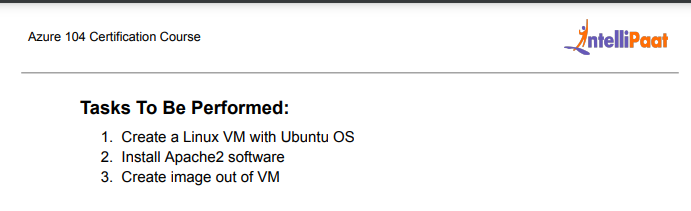 Azure 104 Certification Course
IntelliPaat
Tasks To Be Performed:
1. Create a Linux VM with Ubuntu OS
2. Install Apache2 software
3. Create image out of VM